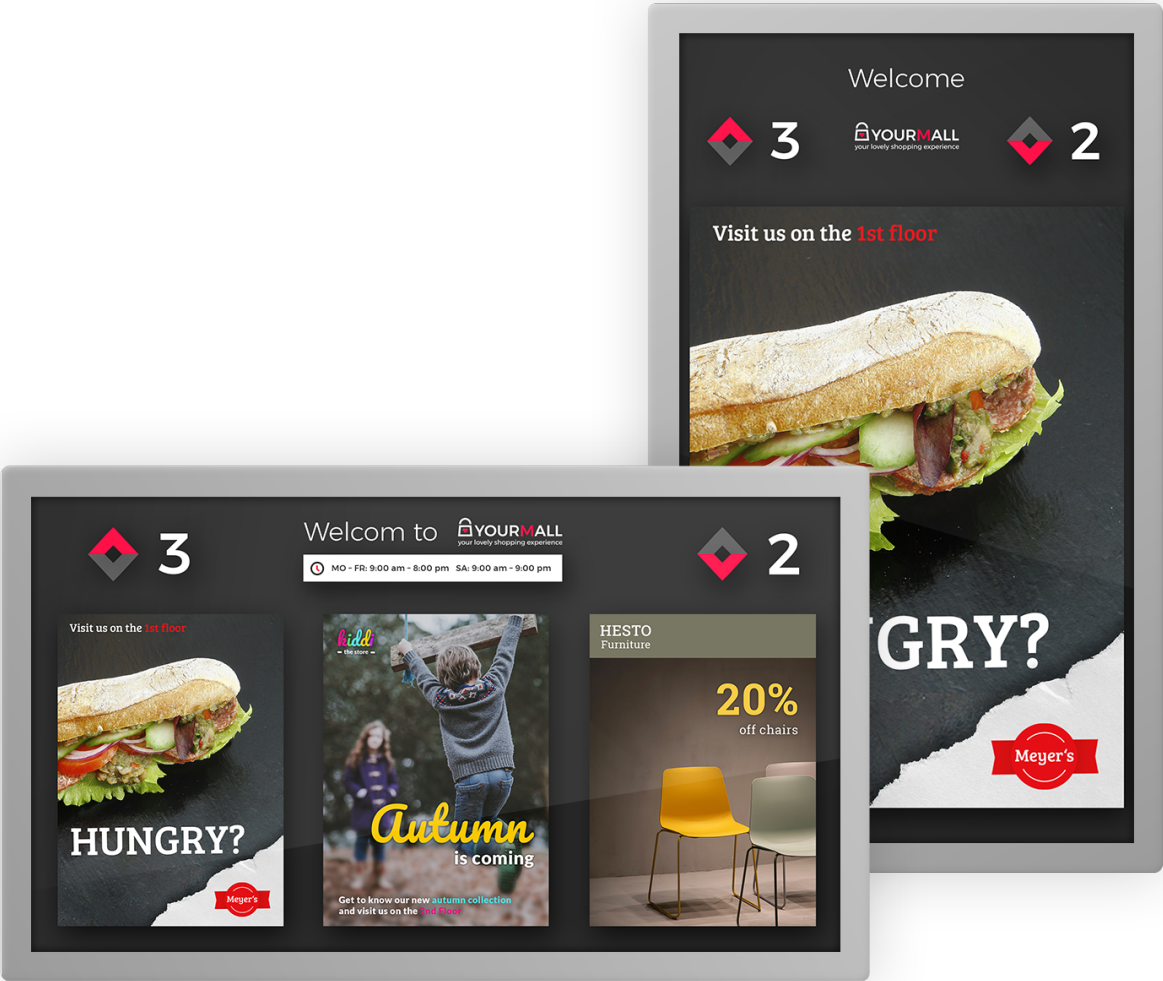 Welcome
3
YOURMALL
your lovely shopping experience
2
Visit us on the 1st floor
GRY?
Meyer's
3
Welcom to
YOURMALL
your lovely shopping experience
MO - FR: 9:00 am - 8:00 pm SA: 9:00 am - 9:00 pm
2
Visit us on the 1st floor
HUNGRY?
Meyer's
kiddi
- the store -
Autumn
is coming
Get to know our new autumn collection
and visit us on the 2nd Floor
HESTO
Furniture
20%
off chairs